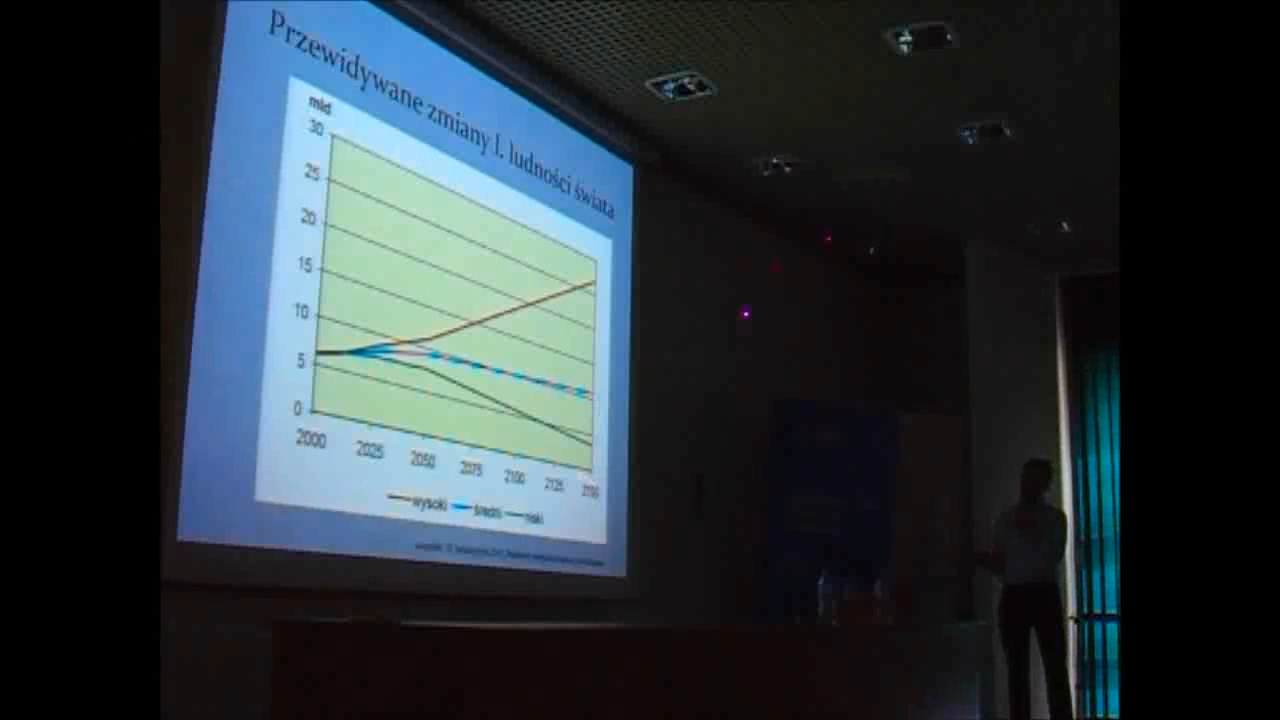 Przewidywane zmiany l. ludności świata
mld
30
25
20
15
10
5
0
2000 2025 2050 2075 2100 2125 2150
wysoki średni niski